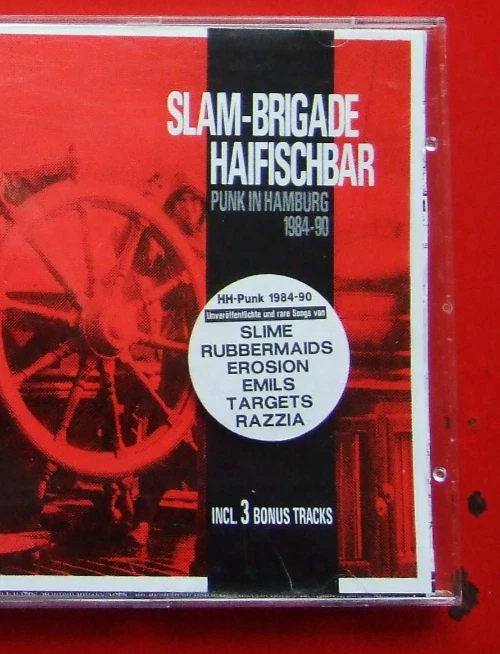 SLAM-BRIGADE
HAIFISCHBAR
PUNK IN HAMBURG
1984-90
HH-Punk 1984-90
Unveröffentlichte und rare Songs von
SLIME
RUBBERMAIDS
EROSION
EMILS
TARGETS
RAZZIA
INCL. 3 BONUS TRACKS